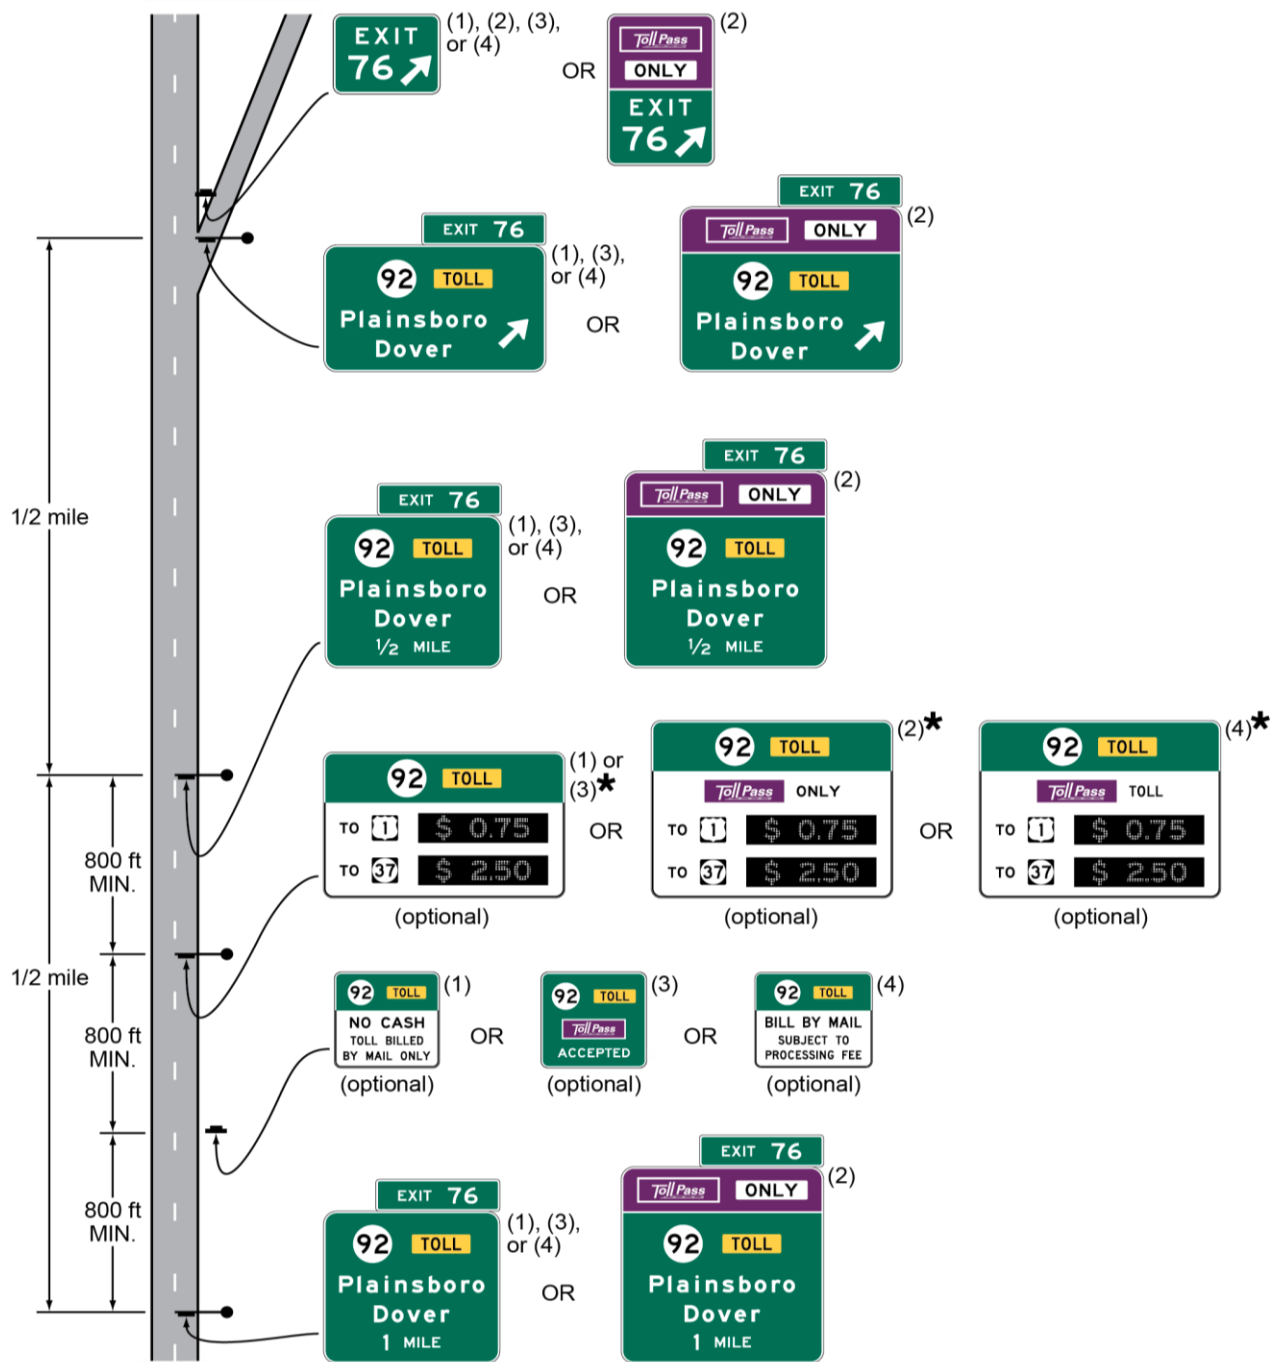 EXIT
76
(1), (2), (3),
or (4)
OR
Toll Pass
ONLY
EXIT
76
(2)
EXIT 76
92 TOLL
Plainsboro
Dover
(1), (3),
or (4)
OR
EXIT 76
Toll Pass ONLY
92 TOLL
Plainsboro
Dover
(2)
1/2 mile
EXIT 76
92 TOLL
Plainsboro
Dover
1/2 MILE
(1), (3),
or (4)
OR
EXIT 76
Toll Pass ONLY
92 TOLL
Plainsboro
Dover
1/2 MILE
(2)
92 TOLL
TO 1 $ 0.75
TO 37 $ 2.50
(1) or
(3)*
(optional)
OR
92 TOLL
Toll Pass ONLY
TO 1 $ 0.75
TO 37 $ 2.50
(2)*
(optional)
OR
92 TOLL
Toll Pass TOLL
TO 1 $ 0.75
TO 37 $ 2.50
(4)*
(optional)
800 ft
MIN.
1/2 mile
800 ft
MIN.
92 TOLL
NO CASH
TOLL BILLED
BY MAIL ONLY
(1)
(optional)
OR
92 TOLL
Toll Pass
ACCEPTED
(3)
(optional)
OR
92 TOLL
BILL BY MAIL
SUBJECT TO
PROCESSING FEE
(4)
(optional)
800 ft
MIN.
EXIT 76
92 TOLL
Plainsboro
Dover
1 MILE
(1), (3),
or (4)
OR
EXIT 76
Toll Pass ONLY
92 TOLL
Plainsboro
Dover
1 MILE
(2)